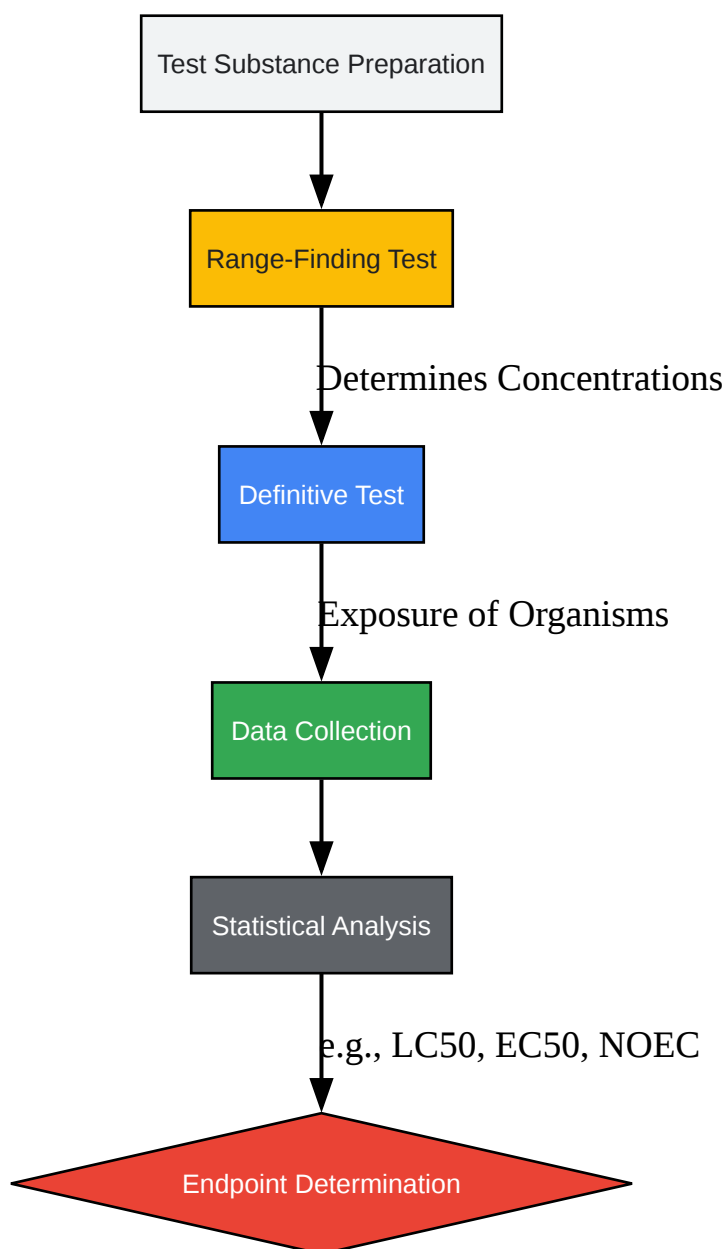 Test Substance Preparation
Range-Finding Test
Determines Concentrations
Definitive Test
Exposure of Organisms
Data Collection
Statistical Analysis
e.g., LC50, EC50, NOEC
Endpoint Determination